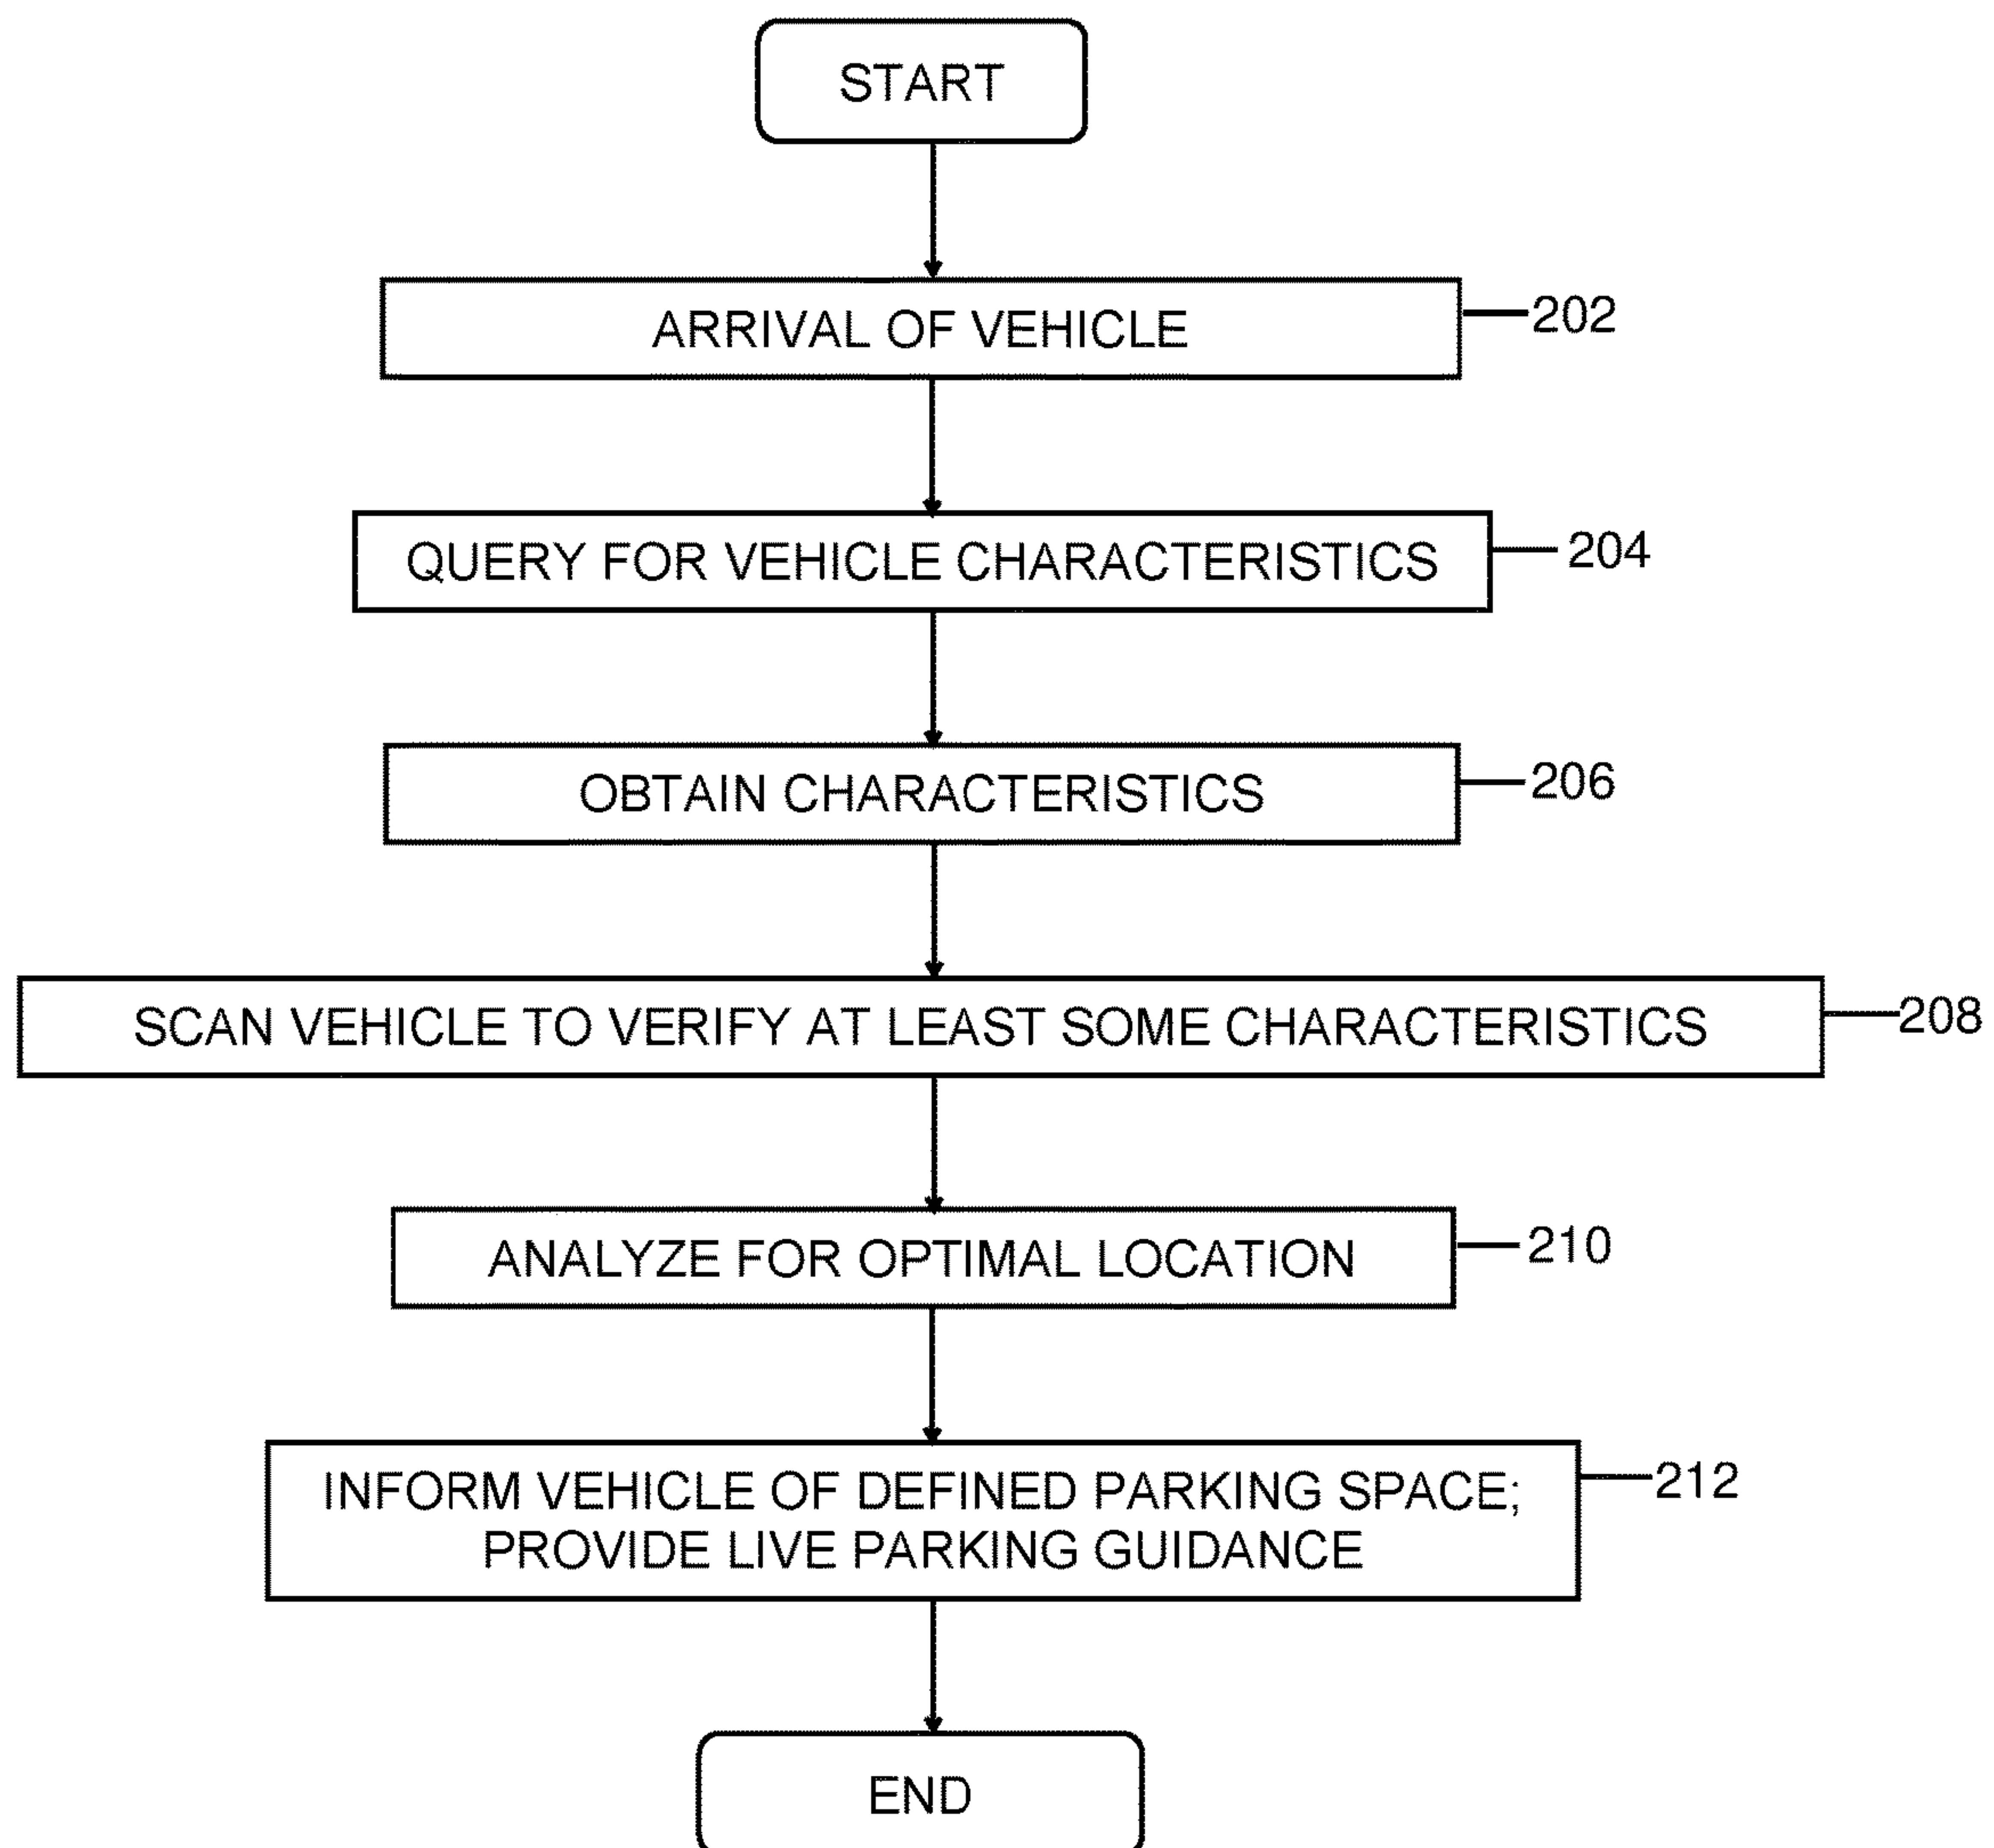 START
ARRIVAL OF VEHICLE
202
QUERY FOR VEHICLE CHARACTERISTICS
204
OBTAIN CHARACTERISTICS
206
SCAN VEHICLE TO VERIFY AT LEAST SOME CHARACTERISTICS
208
ANALYZE FOR OPTIMAL LOCATION
210
INFORM VEHICLE OF DEFINED PARKING SPACE;
PROVIDE LIVE PARKING GUIDANCE
212
END